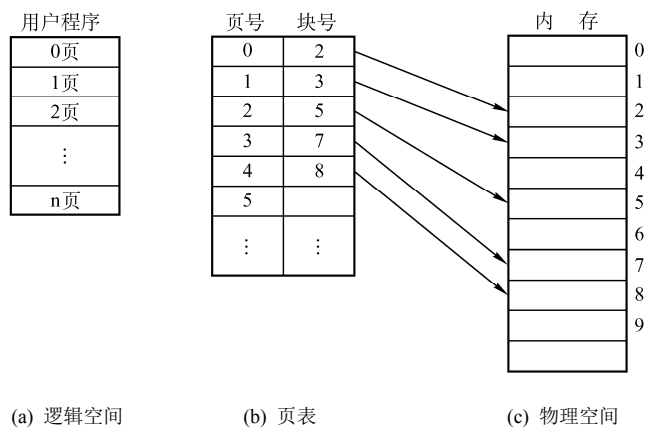 用户程序 页号 块号 内 存
0页 0 2 0
1页 1 3 1
2页 2 5 2
⋮ 3 7 3
4 8 4
n页 5 5
⋮ ⋮ 6
7
8
9
(a) 逻辑空间 (b) 页表 (c) 物理空间